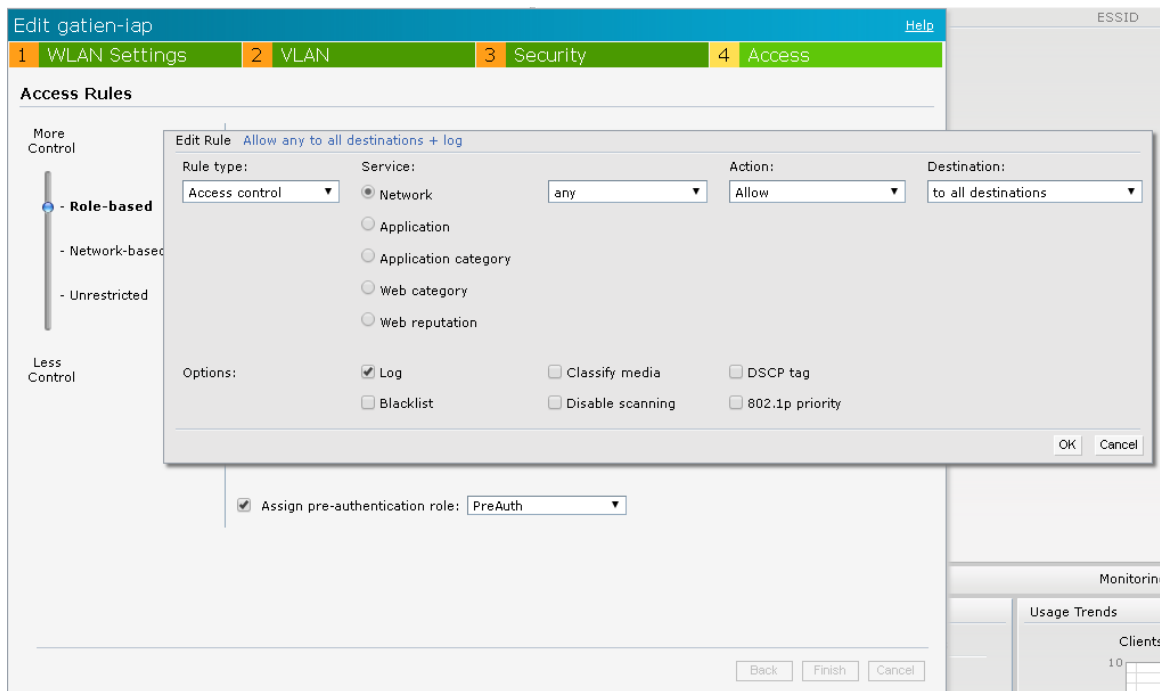 ESSID
Edit gatien-iap Help
1 WLAN Settings 2 VLAN 3 Security 4 Access
Access Rules
More
Control
- Role-based
- Network-based
- Unrestricted
Less
Control
Edit Rule Allow any to all destinations + log
Rule type: Service: Action: Destination:
Access control Network any Allow to all destinations
Application
Application category
Web category
Web reputation
Options: Log Classify media DSCP tag
Blacklist Disable scanning 802.1p priority
OK Cancel
Assign pre-authentication role: PreAuth
Back Finish Cancel
Monitorin
Usage Trends
Clients
10